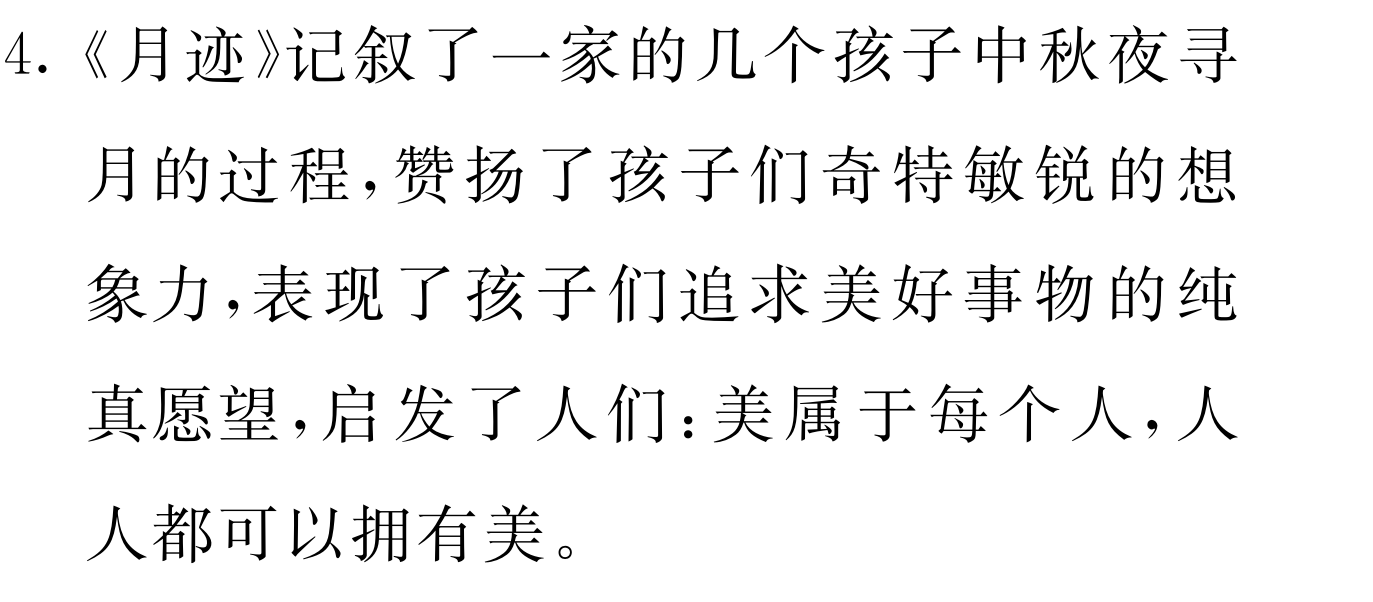 4.《月迹》记叙了一家的几个孩子中秋夜寻
月的过程,赞扬了孩子们奇特敏锐的想
象力,表现了孩子们追求美好事物的纯
真愿望,启发了人们:美属于每个人,人
人都可以拥有美。